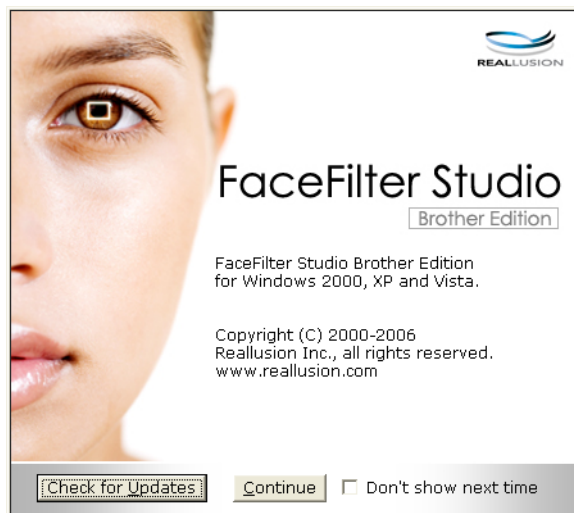 REALLUSION
FaceFilter Studio
Brother Edition
FaceFilter Studio Brother Edition
for Windows 2000, XP and Vista.
Copyright (C) 2000-2006
Reallusion Inc., all rights reserved.
www.reallusion.com
Check for Updates
Continue
Don't show next time